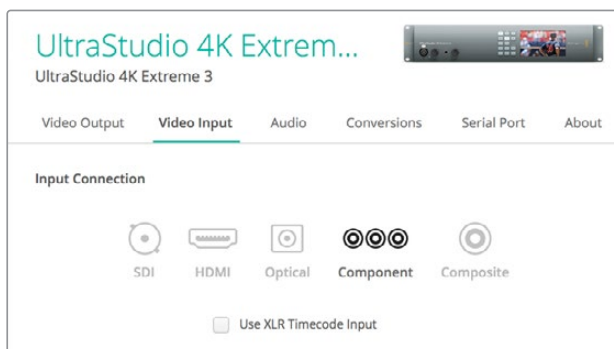 UltraStudio 4K Extrem...
UltraStudio 4K Extreme 3
Video Output Video Input Audio Conversions Serial Port About
Input Connection
SDI HDMI Optical Component Composite
Use XLR Timecode Input